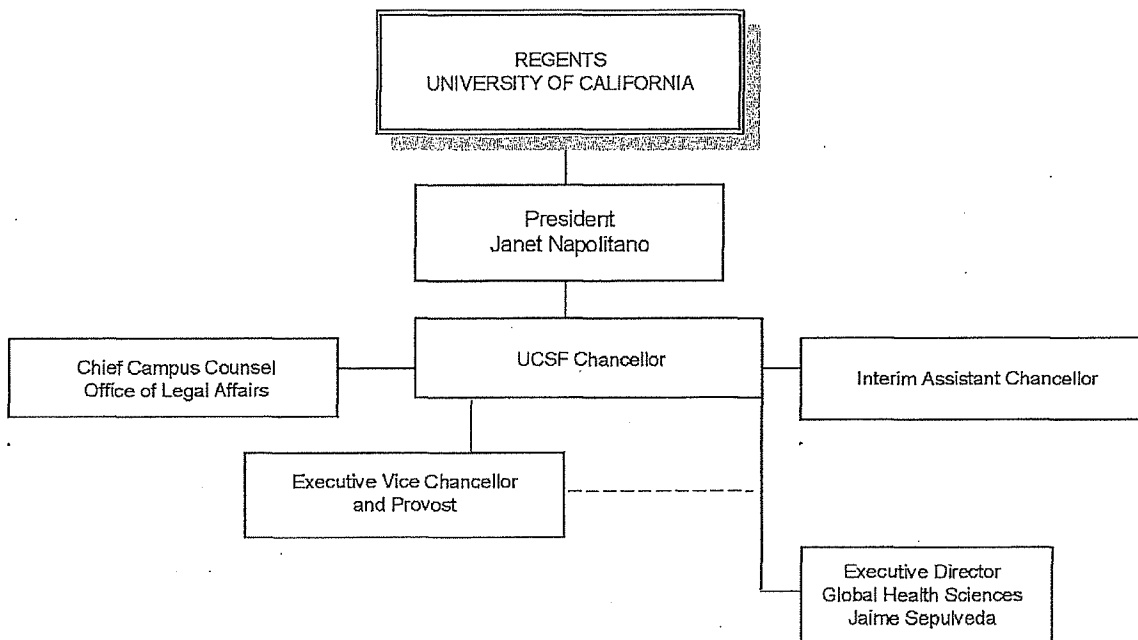 REGENTS
UNIVERSITY OF CALIFORNIA
President
Janet Napolitano
Chief Campus Counsel
Office of Legal Affairs
UCSF Chancellor
Interim Assistant Chancellor
Executive Vice Chancellor
and Provost
Executive Director
Global Health Sciences
Jaime Sepulveda